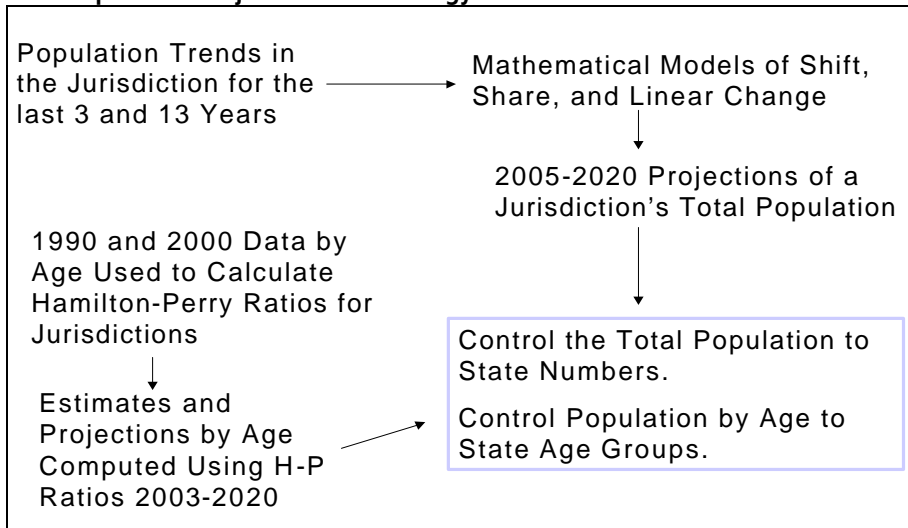 Population Trends in
the Jurisdiction for the
last 3 and 13 Years
Mathematical Models of Shift,
Share, and Linear Change
2005-2020 Projections of a
Jurisdiction's Total Population
1990 and 2000 Data by
Age Used to Calculate
Hamilton-Perry Ratios for
Jurisdictions
Estimates and
Projections by Age
Computed Using H-P
Ratios 2003-2020
Control the Total Population to
State Numbers.
Control Population by Age to
State Age Groups.